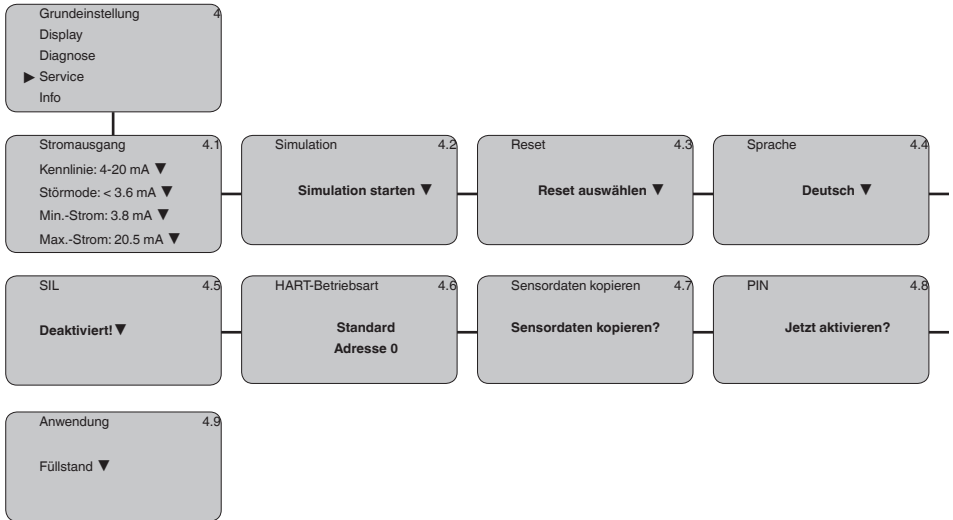 Grundeinstellung 4
Display
Diagnose
▶ Service
Info
Stromausgang 4.1
Kennlinie: 4-20 mA ▼
Störmode: < 3.6 mA ▼
Min.-Strom: 3.8 mA ▼
Max.-Strom: 20.5 mA ▼
Simulation 4.2
Simulation starten ▼
Reset 4.3
Reset auswählen ▼
Sprache 4.4
Deutsch ▼
SIL 4.5
Deaktiviert! ▼
HART-Betriebsart 4.6
Standard
Adresse 0
Sensordaten kopieren 4.7
Sensordaten kopieren?
PIN 4.8
Jetzt aktivieren?
Anwendung 4.9
Füllstand ▼